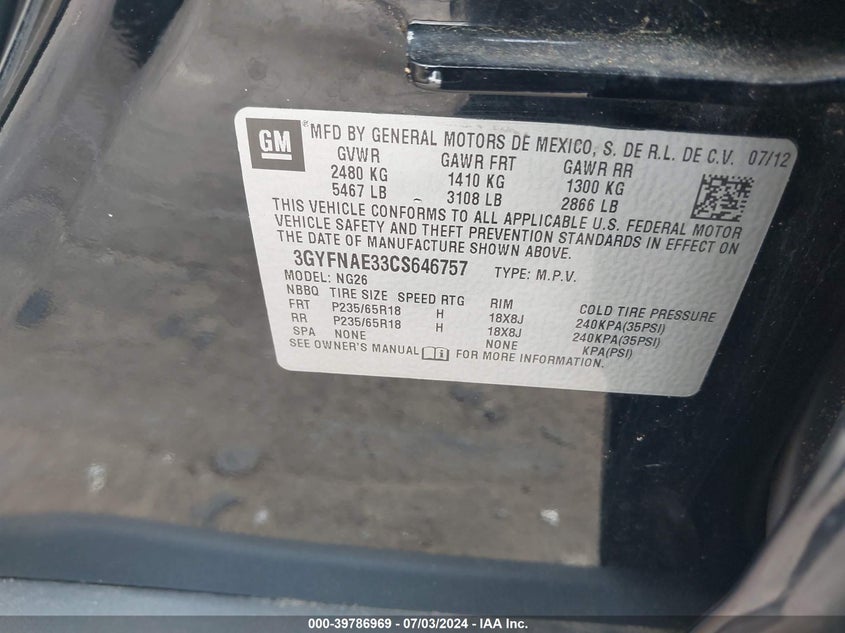 GM ® MFD BY GENERAL MOTORS DE MEXICO, S. DE R.L. DE C.V. 07/12
GVWR GAWR FRT GAWR RR
2480 KG 1410 KG 1300 KG
5467 LB 3108 LB 2866 LB
THIS VEHICLE CONFORMS TO ALL APPLICABLE U.S. FEDERAL MOTOR
VEHICLE SAFETY AND THEFT PREVENTION STANDARDS IN EFFECT ON
THE DATE OF MANUFACTURE SHOWN ABOVE.
3GYFNAE33CS646757 TYPE: M.P.V.
MODEL: NG26
NBBQ TIRE SIZE SPEED RTG RIM COLD TIRE PRESSURE
FRT P235/65R18 H 18X8J 240KPA(35PSI)
RR P235/65R18 H 18X8J 240KPA(35PSI)
SPA NONE NONE KPA(PSI)
SEE OWNER'S MANUAL FOR MORE INFORMATION.
000-39786969 - 07/03/2024 - IAA Inc.